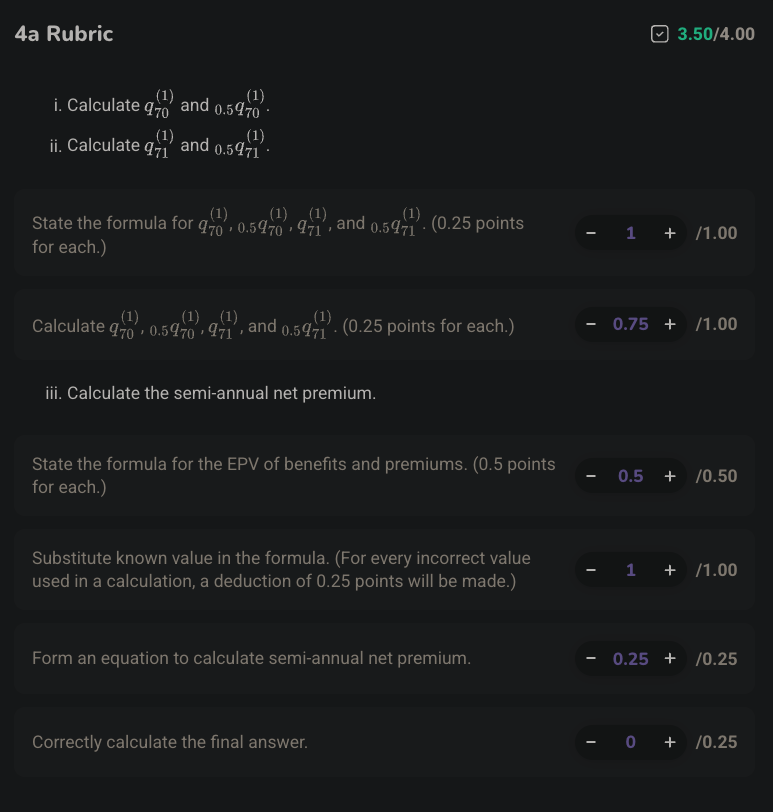 4a Rubric 3.50/4.00
i. Calculate q_{70}^{(1)} and _{0.5}q_{70}^{(1)}.
ii. Calculate q_{71}^{(1)} and _{0.5}q_{71}^{(1)}.
State the formula for q_{70}^{(1)}, _{0.5}q_{70}^{(1)}, q_{71}^{(1)}, and _{0.5}q_{71}^{(1)}. (0.25 points
for each.)
− 1 + /1.00
Calculate q_{70}^{(1)}, _{0.5}q_{70}^{(1)}, q_{71}^{(1)}, and _{0.5}q_{71}^{(1)}. (0.25 points for each.)
− 0.75 + /1.00
iii. Calculate the semi-annual net premium.
State the formula for the EPV of benefits and premiums. (0.5 points
for each.)
− 0.5 + /0.50
Substitute known value in the formula. (For every incorrect value
used in a calculation, a deduction of 0.25 points will be made.)
− 1 + /1.00
Form an equation to calculate semi-annual net premium.
− 0.25 + /0.25
Correctly calculate the final answer.
− 0 + /0.25